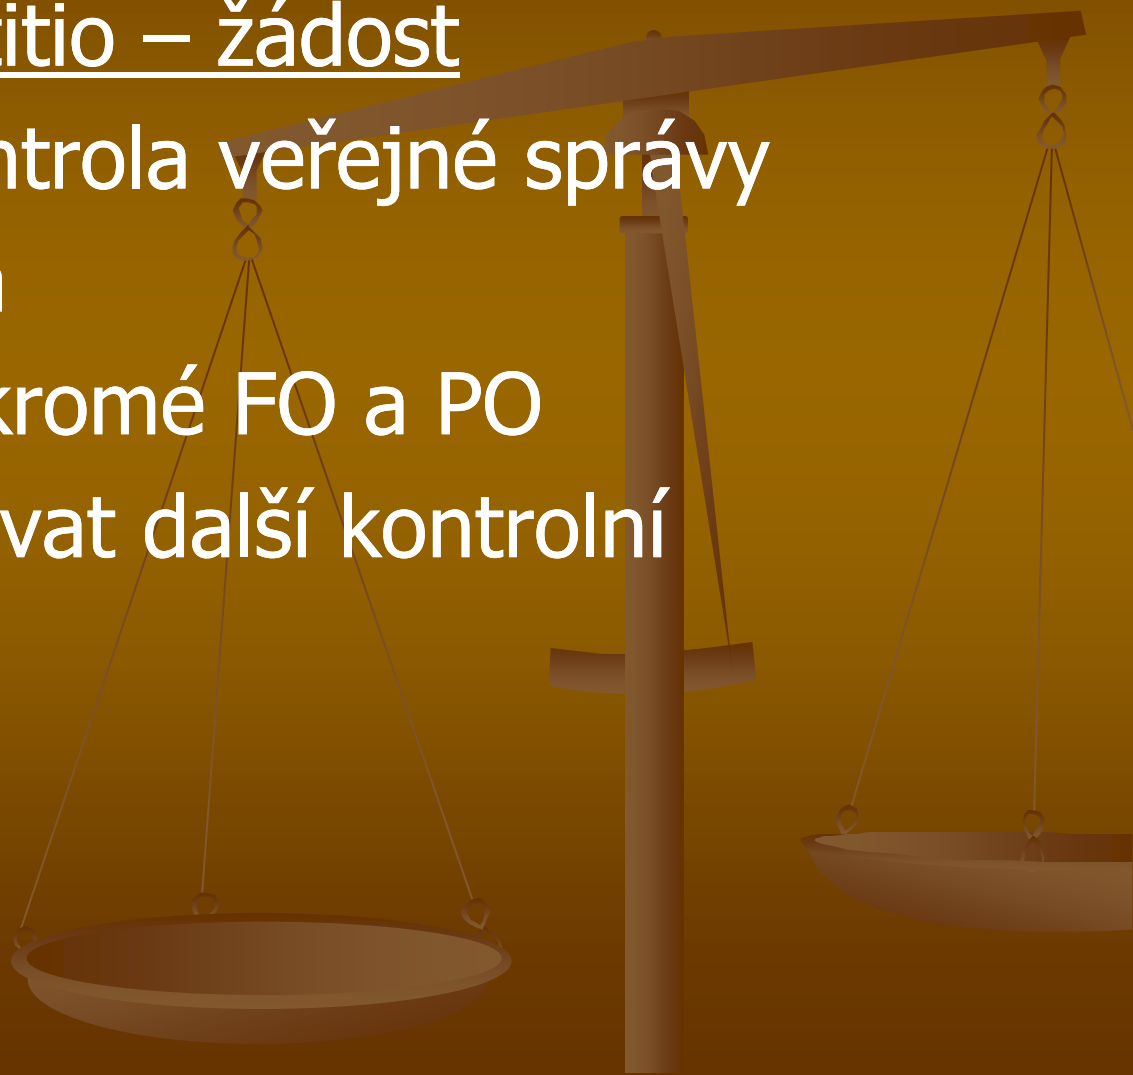 titio – žádost
ntrola veřejné správy
kromé FO a PO
vat další kontrolní